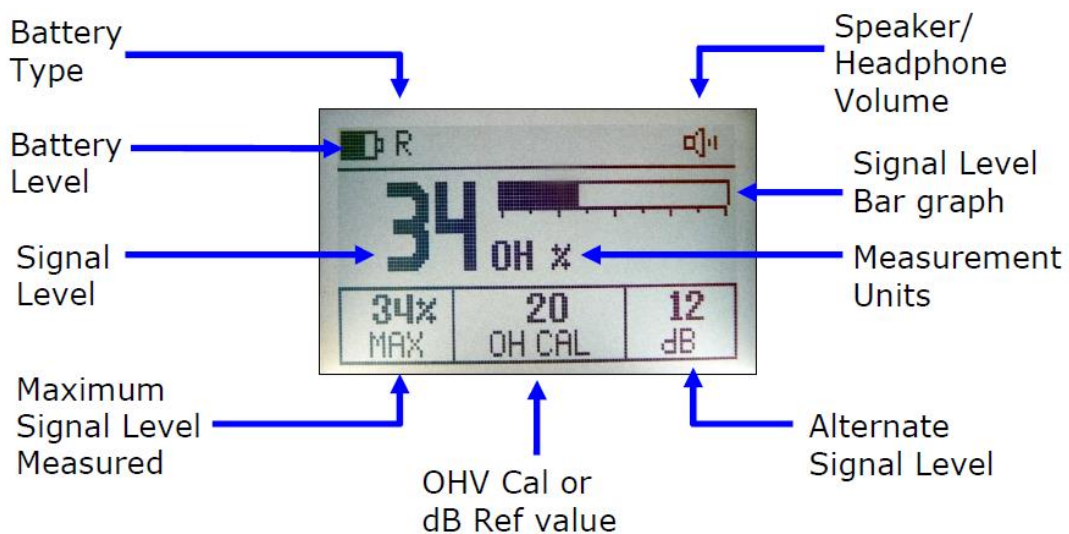 Battery
Type
Speaker/
Headphone
Volume
Battery
Level
R
Signal Level
Bar graph
34
OH %
Signal
Level
Measurement
Units
34%
MAX
20
OH CAL
12
dB
Maximum
Signal Level
Measured
OHV Cal or
dB Ref value
Alternate
Signal Level